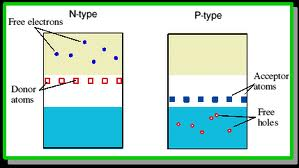 N-type
P-type
Free electrons
Donor
atoms
Acceptor
atoms
Free
holes